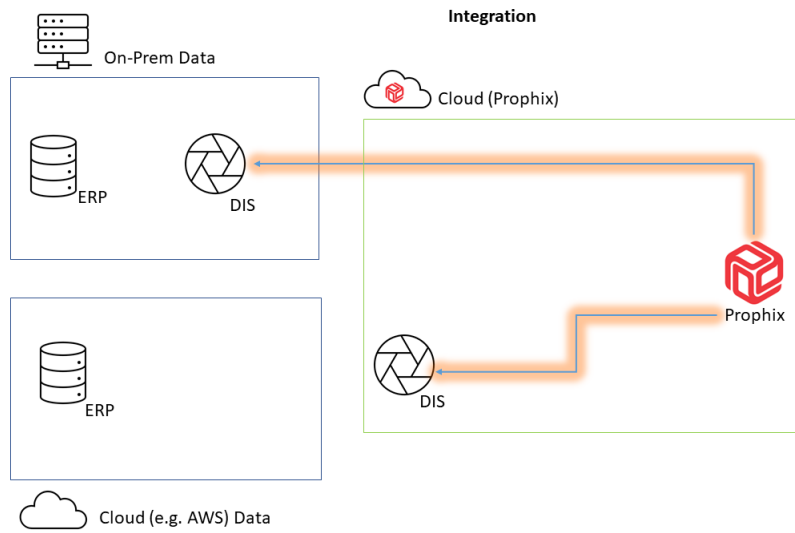 Integration
On-Prem Data
Cloud (Prophix)
ERP
DIS
Prophix
ERP
DIS
Cloud (e.g. AWS) Data